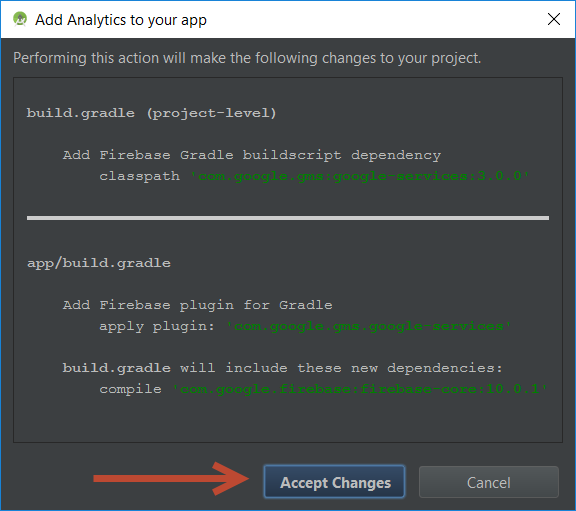 Add Analytics to your app
Performing this action will make the following changes to your project.
build.gradle (project-level)
Add Firebase Gradle buildscript dependency
classpath 'com.google.gms:google-services:3.0.0'
app/build.gradle
Add Firebase plugin for Gradle
apply plugin: 'com.google.gms.google-services'
build.gradle will include these new dependencies:
compile 'com.google.firebase:firebase-core:10.0.1'
Accept Changes
Cancel